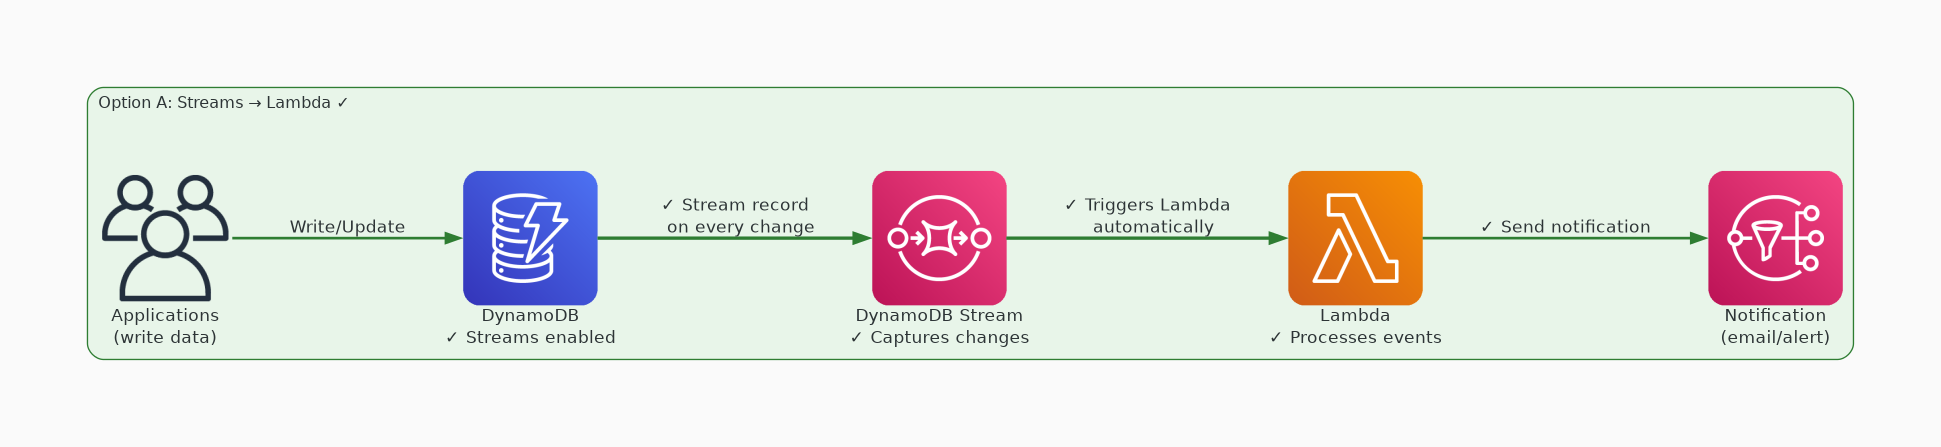 Option A: Streams → Lambda ✓
Write/Update
✓ Stream record
on every change
✓ Triggers Lambda
automatically
✓ Send notification
Applications
(write data)
DynamoDB
✓ Streams enabled
DynamoDB Stream
✓ Captures changes
Lambda
✓ Processes events
Notification
(email/alert)